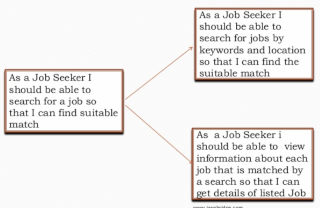 As a Job Seeker I
should be able to
search for jobs by
keywords and location
so that I can find the
suitable match
As a Job Seeker I
should be able to
search for a job so
that I can find suitable
match
As a Job Seeker i
should be able to view
information about each
job that is matched by
a search so that I can
get details of listed Job